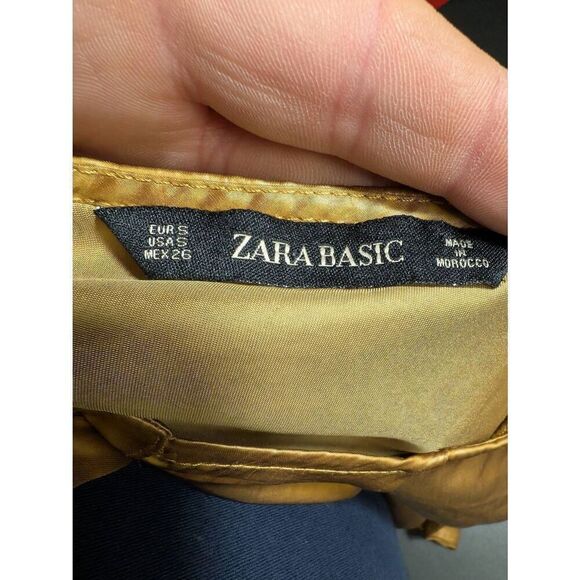 EUR S
USA S
MEX 26
ZARA BASIC
MADE
IN
MOROCCO